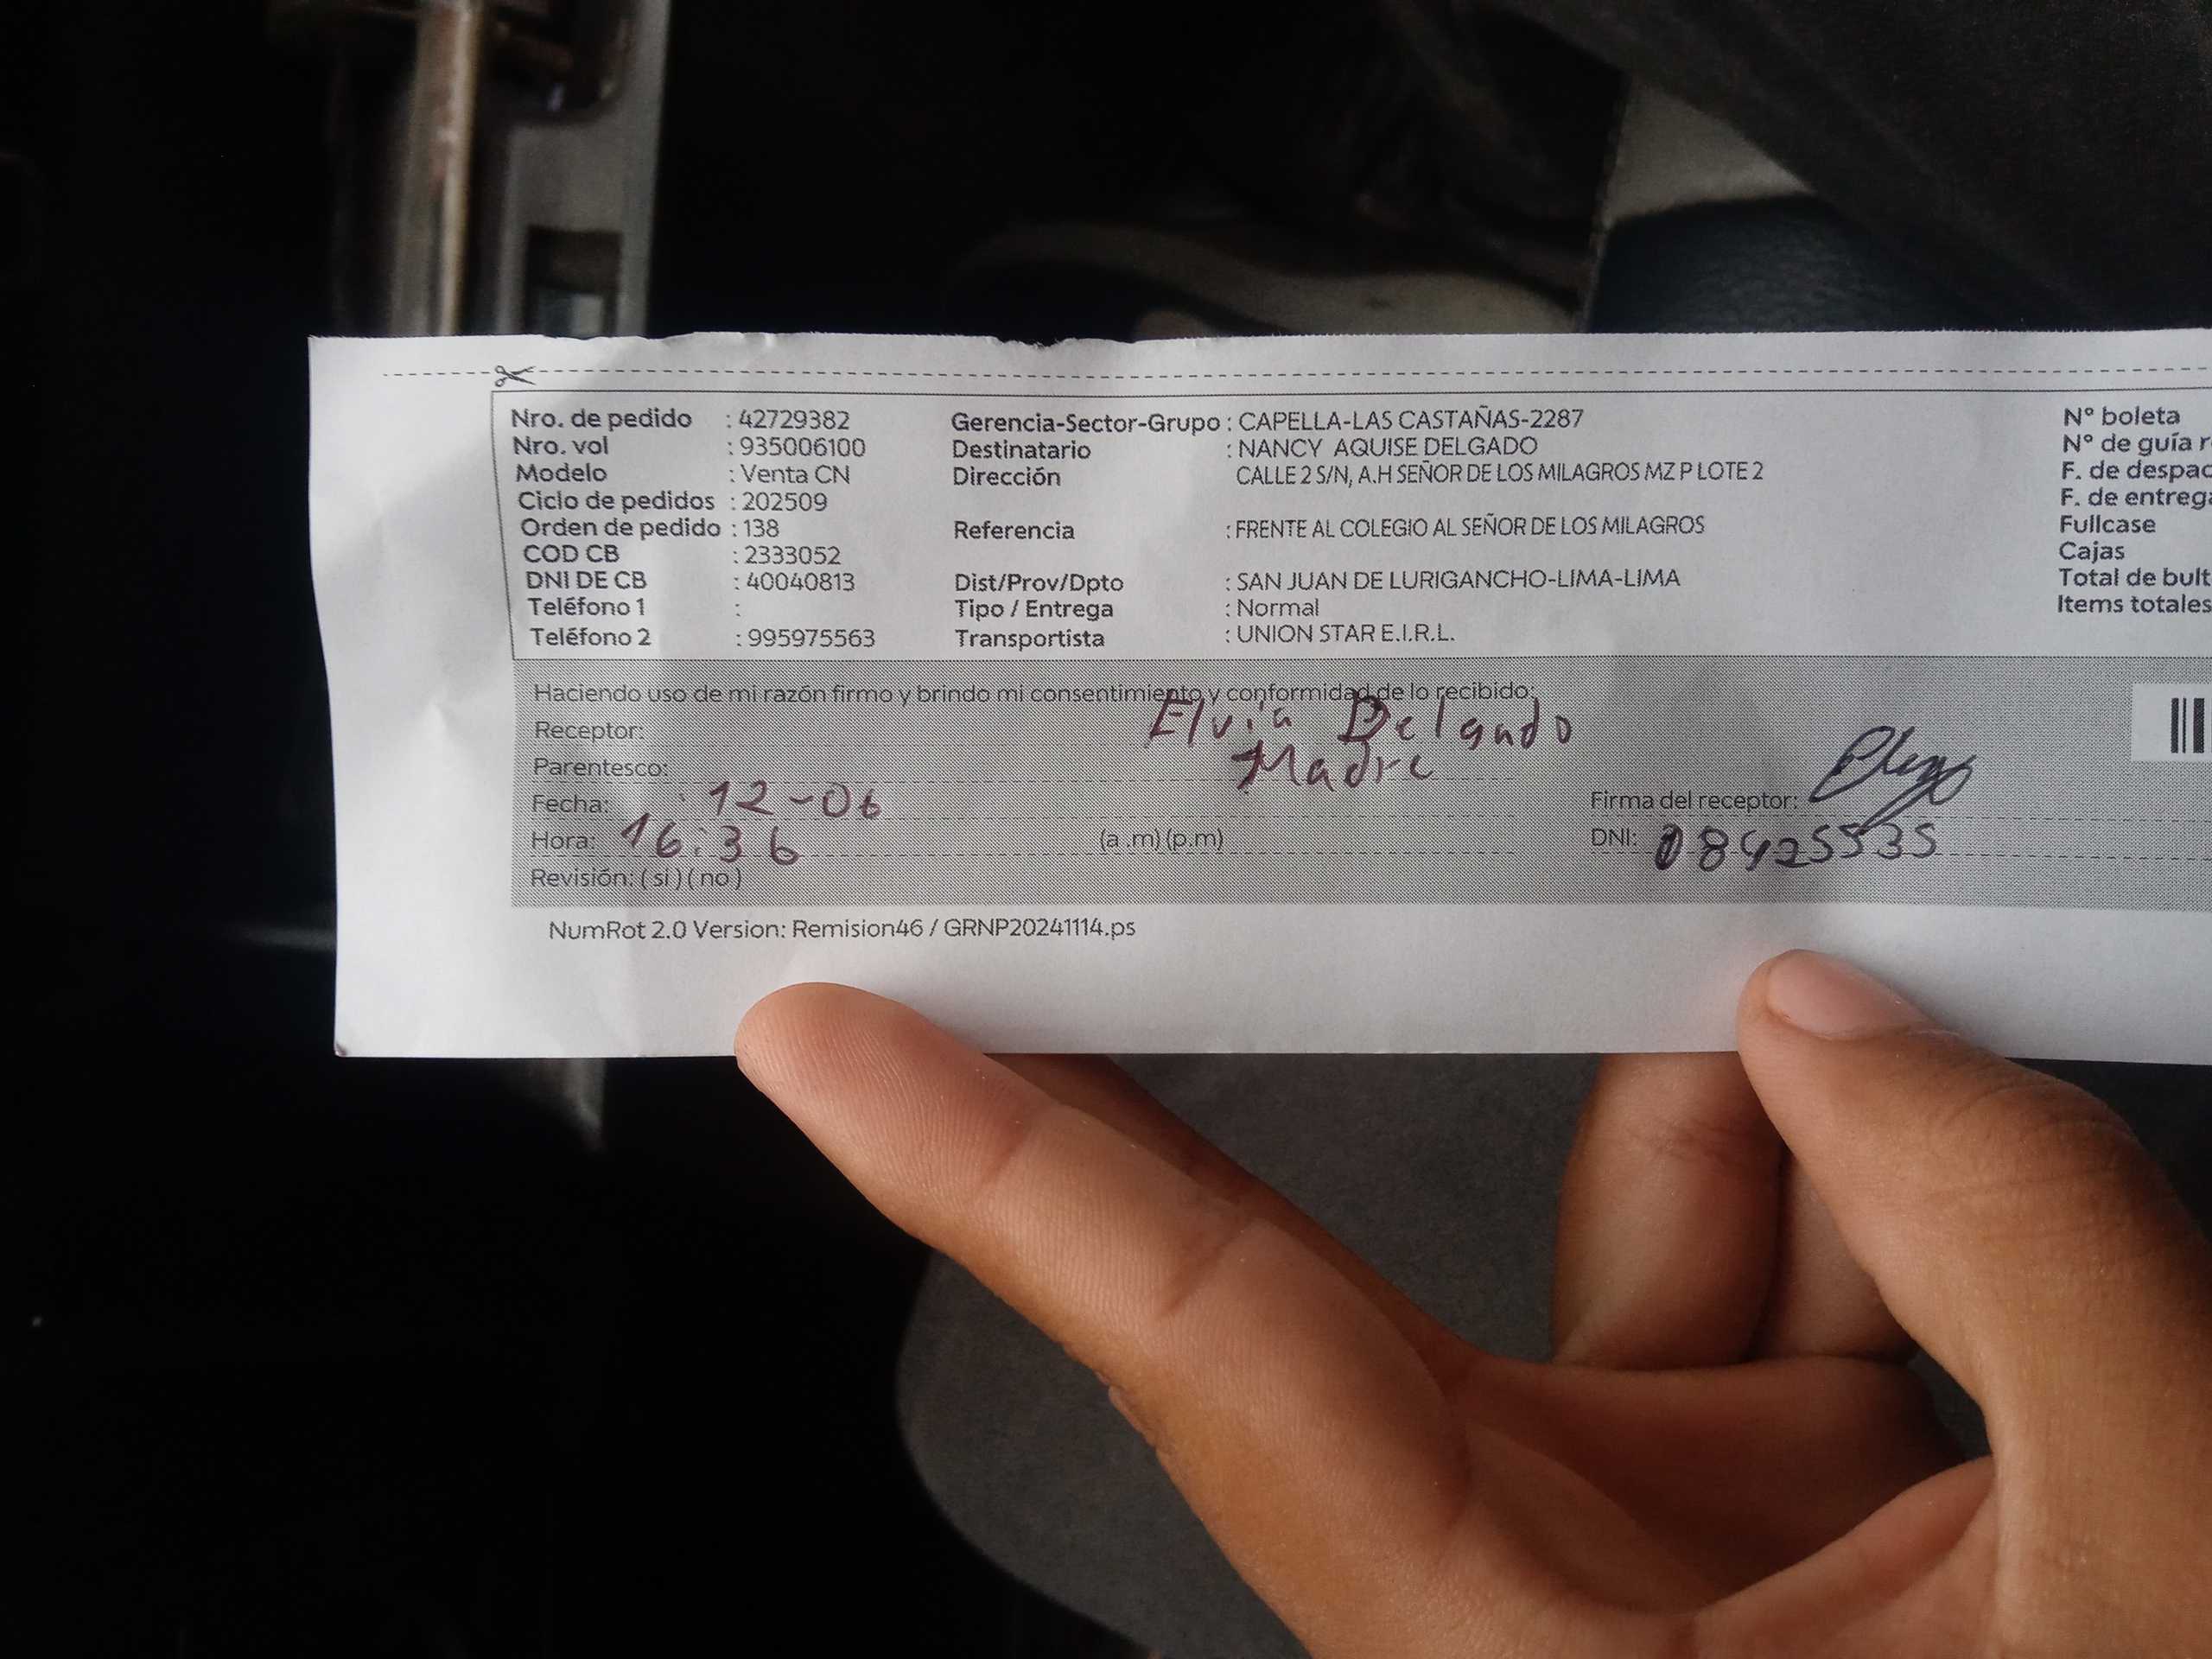 Nro. de pedido : 42729382 Gerencia-Sector-Grupo : CAPELLA-LAS CASTAÑAS-2287 N° boleta
Nro. vol : 935006100 Destinatario : NANCY AQUISE DELGADO N° de guía r
Modelo : Venta CN Dirección CALLE 2 S/N, A.H SEÑOR DE LOS MILAGROS MZ P LOTE 2 F. de despac
Ciclo de pedidos : 202509 F. de entrega
Orden de pedido : 138 Referencia : FRENTE AL COLEGIO AL SEÑOR DE LOS MILAGROS Fullcase
COD CB : 2333052 Cajas
DNI DE CB : 40040813 Dist/Prov/Dpto : SAN JUAN DE LURIGANCHO-LIMA-LIMA Total de bult
Teléfono 1 : Tipo / Entrega : Normal Items totales
Teléfono 2 : 995975563 Transportista : UNION STAR E.I.R.L.
Haciendo uso de mi razón firmo y brindo mi consentimiento y conformidad de lo recibido:
Receptor: Elvia Delgado
Parentesco: Madre
Fecha: 12-06 Firma del receptor:
Hora: 16:36 (a .m) (p.m) DNI: 08425535
Revisión: ( si ) ( no )
NumRot 2.0 Version: Remision46 / GRNP20241114.ps